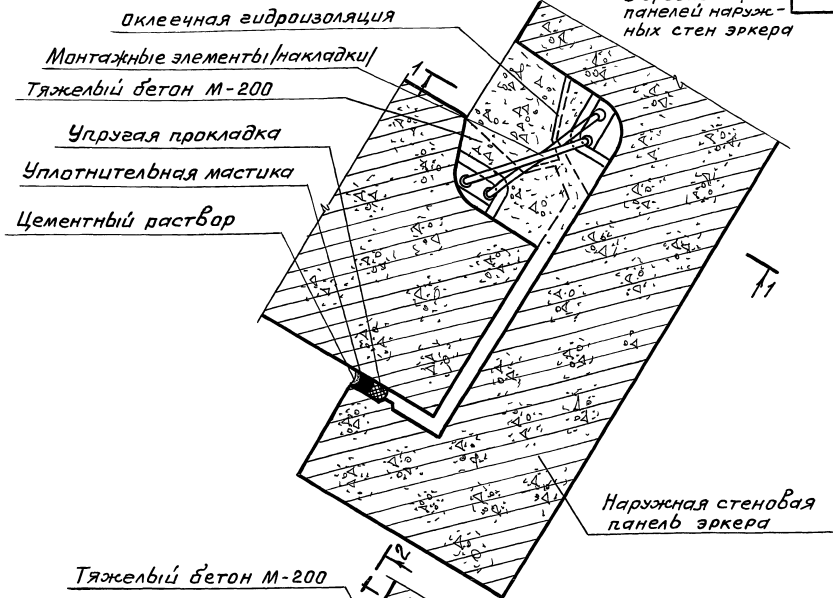 панелей наруж-
ных стен эркера
оклеечная гидроизоляция
Монтажные элементы/накладки/
Тяжелый бетон М-200
Упругая прокладка
Уплотнительная мастика
Цементный раствор
1
1
Наружная стеновая
панель эркера
2
Тяжелый бетон М-200